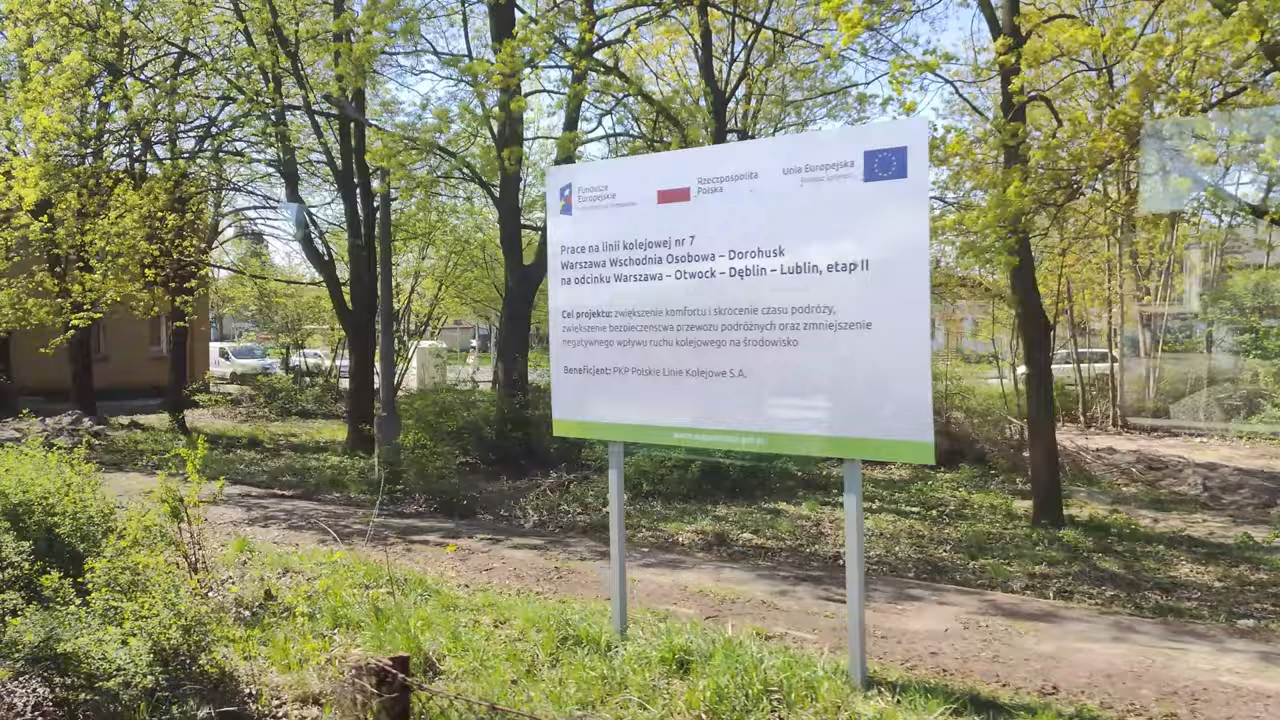 Fundusze
Europejskie
Rzeczpospolita
Polska
Unia Europejska
Prace na linii kolejowej nr 7
Warszawa Wschodnia Osobowa – Dorohusk
na odcinku Warszawa – Otwock – Dęblin – Lublin, etap II
Cel projektu: zwiększenie komfortu i skrócenie czasu podróży,
zwiększenie bezpieczeństwa przewozu podróżnych oraz zmniejszenie
negatywnego wpływu ruchu kolejowego na środowisko
Beneficjent: PKP Polskie Linie Kolejowe S.A.